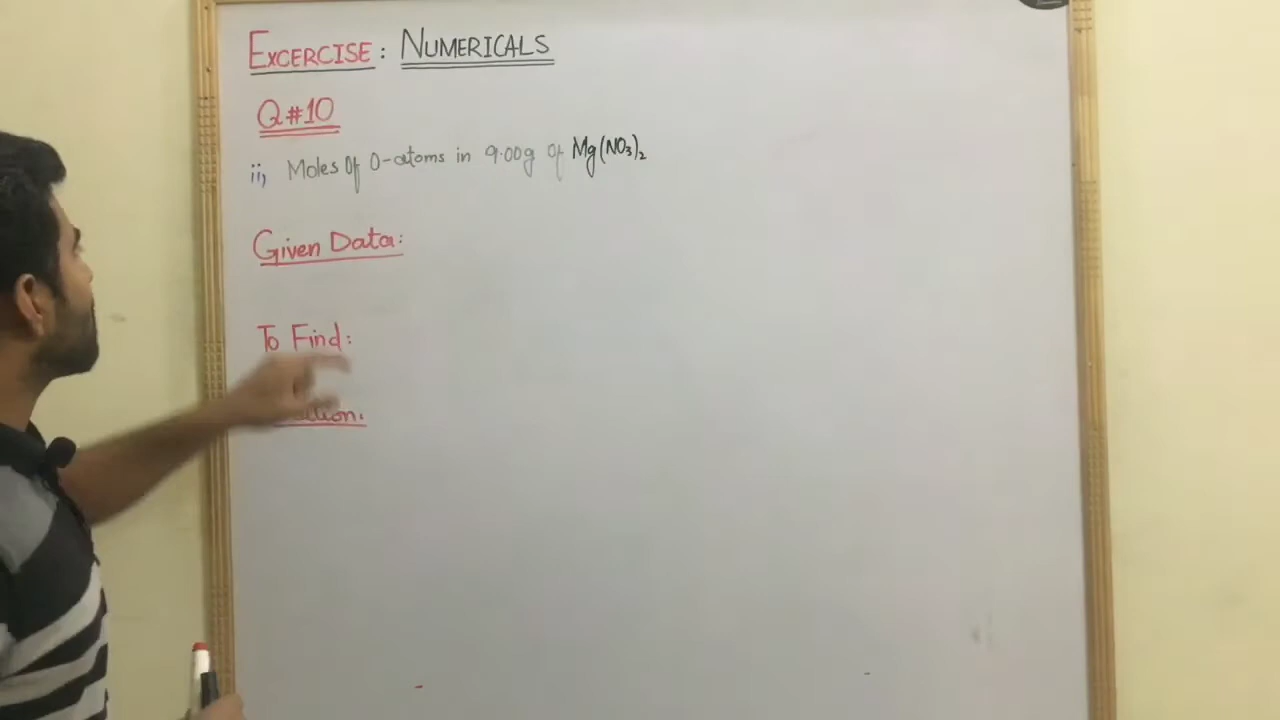 EXCERCISE: NUMERICALS
Q#10
ii, Moles Of O-atoms in 9.00g of Mg(NO₃)₂
Given Data:
To Find: